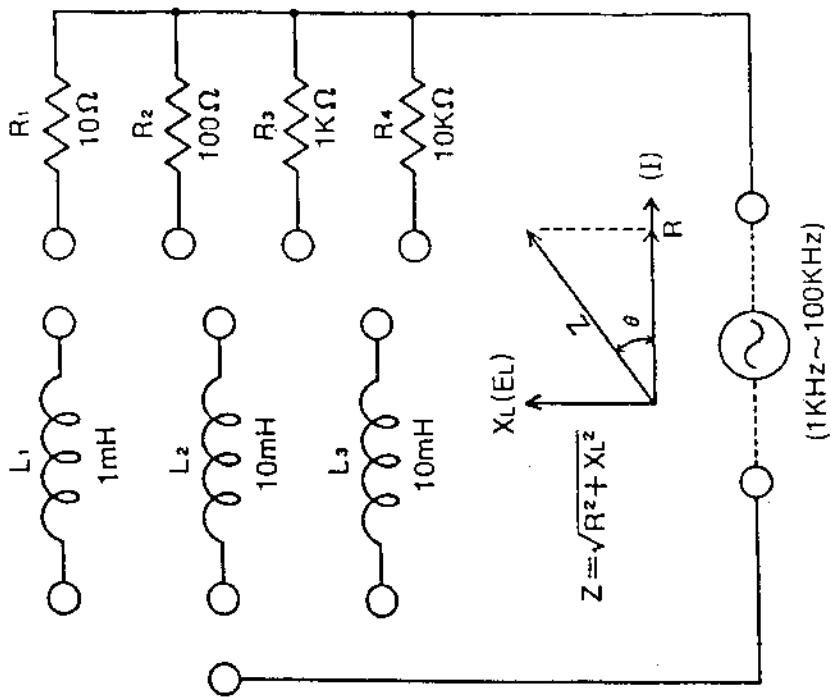 L₁
1mH
L₂
10mH
L₃
10mH
R₁
10Ω
R₂
100Ω
R₃
1KΩ
R₄
10KΩ
Z=√R²+XL²
XL(EL)
Z
θ
R
(I)
(1KHz~100KHz)